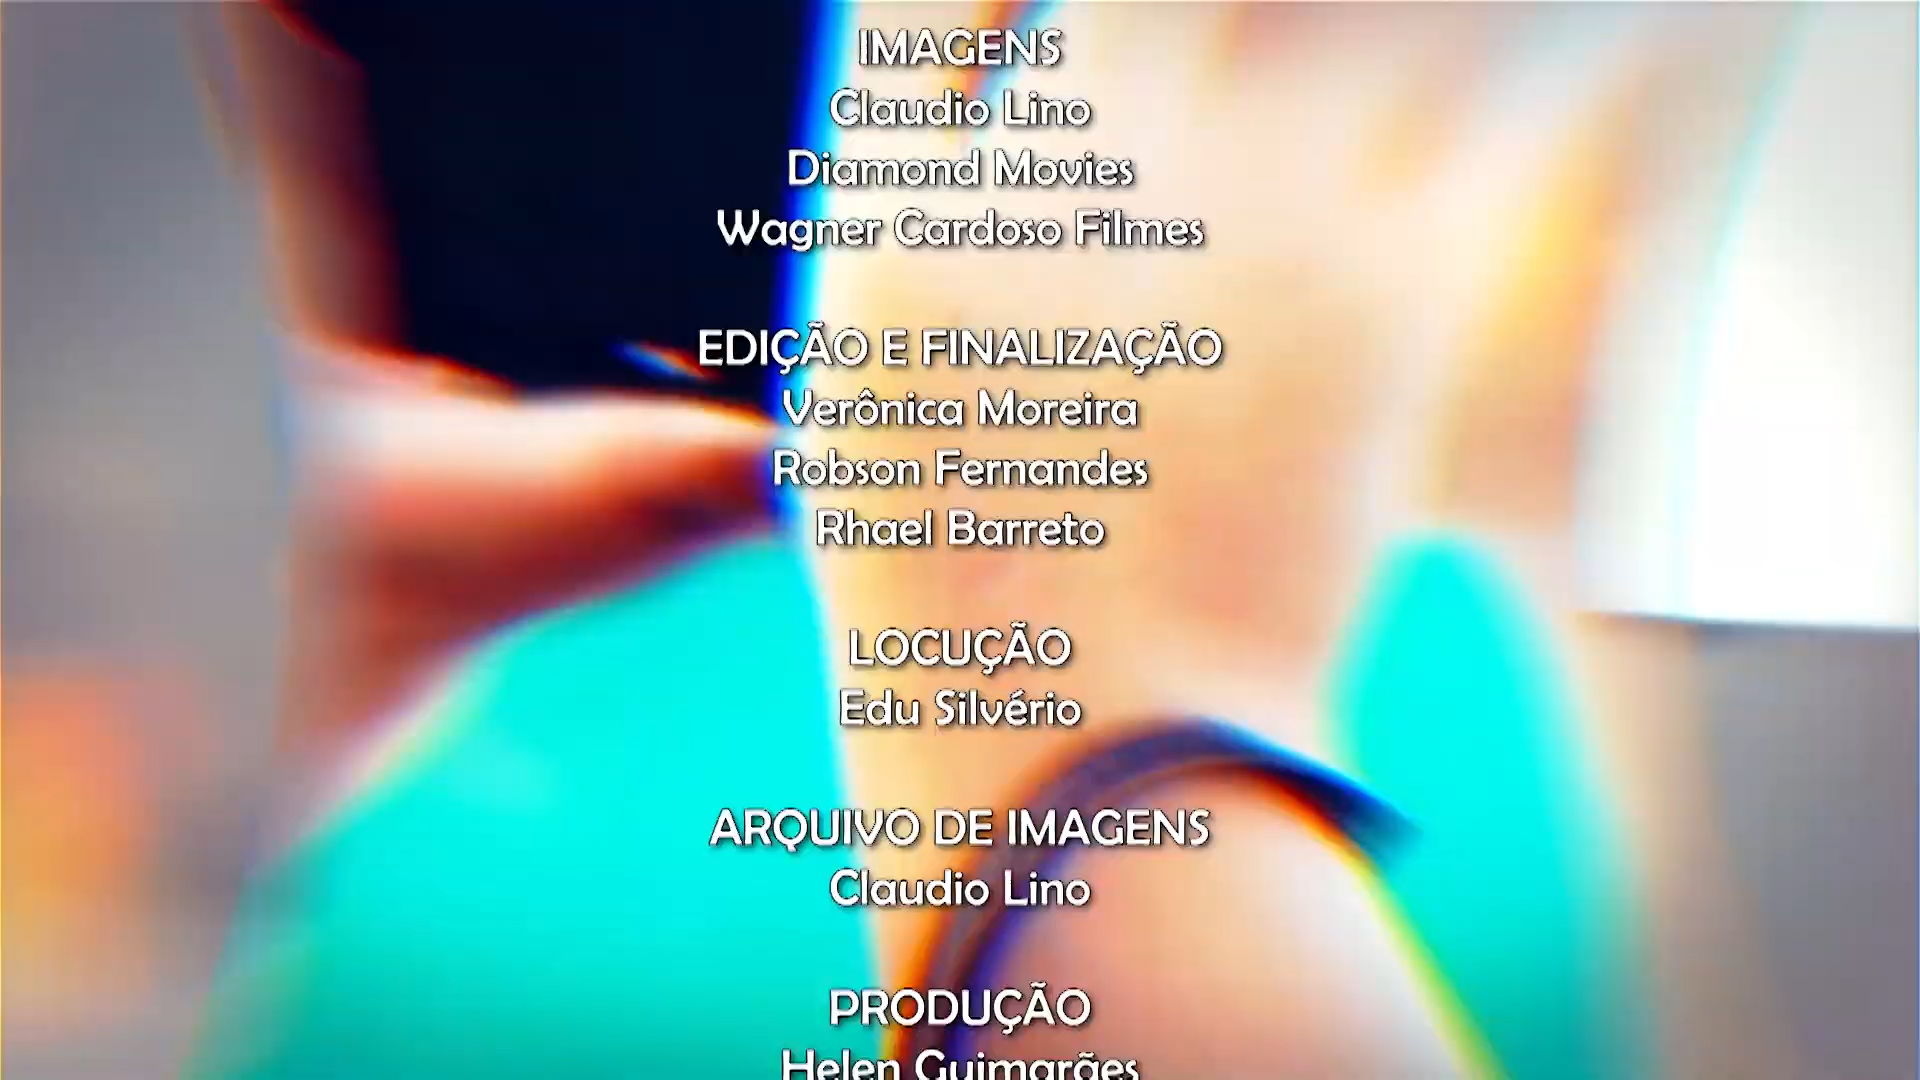 IMAGENS
Claudio Lino
Diamond Movies
Wagner Cardoso Filmes
EDIÇÃO E FINALIZAÇÃO
Verônica Moreira
Robson Fernandes
Rhael Barreto
LOCUÇÃO
Edu Silvério
ARQUIVO DE IMAGENS
Claudio Lino
PRODUÇÃO
Helen Guimarães